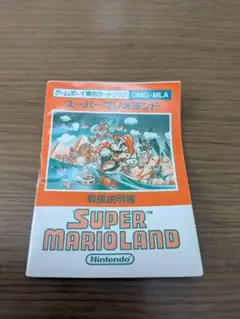 ゲームボーイ専用カートリッジ DMG-MLA
スーパーマリオランド
取扱説明書
SUPER™
MARIOLAND
Nintendo